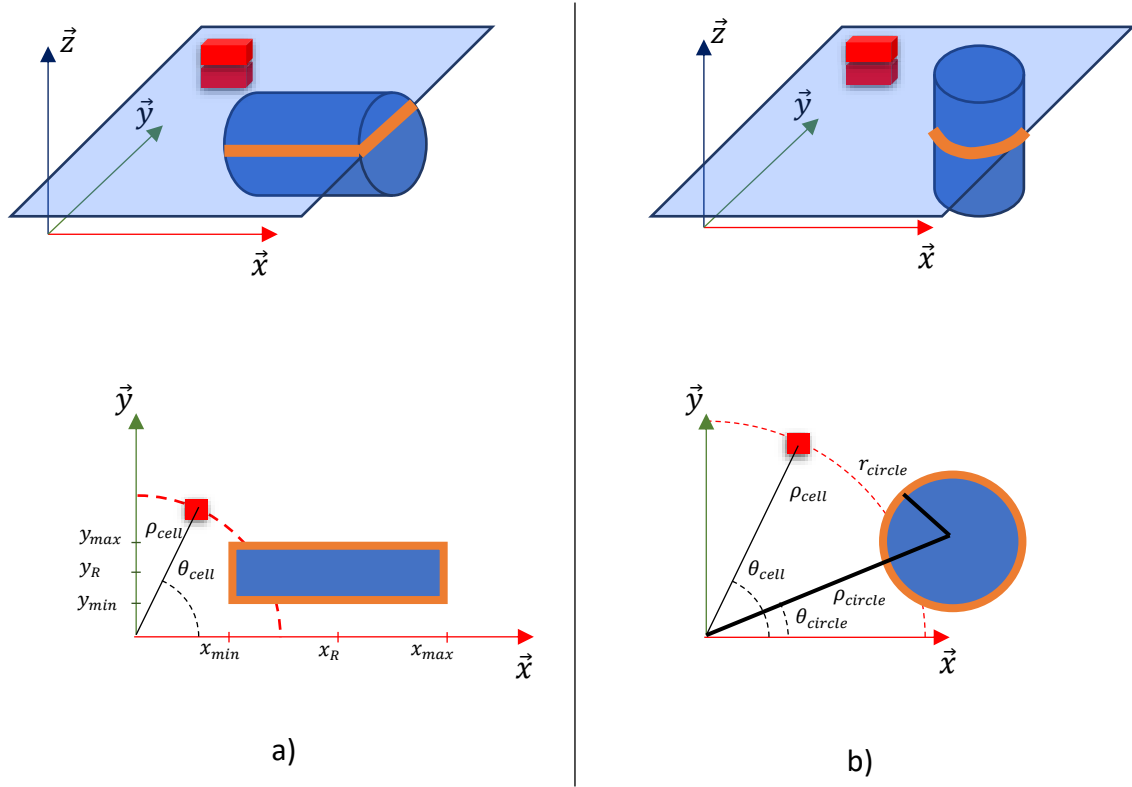 z⃗
y⃗
x⃗
z⃗
y⃗
x⃗
y⃗
ρ_cell
y_max
y_R
θ_cell
y_min
x_min
x_R
x_max
x⃗
a)
y⃗
r_circle
ρ_cell
θ_cell
ρ_circle
θ_circle
x⃗
b)